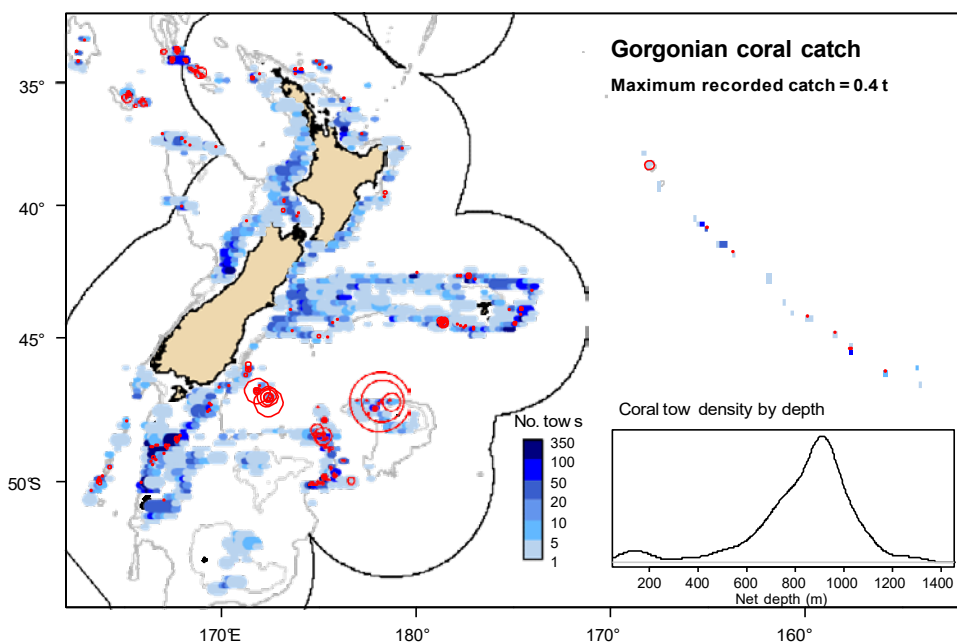 Gorgonian coral catch
Maximum recorded catch = 0.4 t
35°
40°
45°
50°S
No. tow s
350
100
50
20
10
5
1
Coral tow density by depth
200 400 600 800 1000 1200 1400
Net depth (m)
170°E 180° 170° 160°